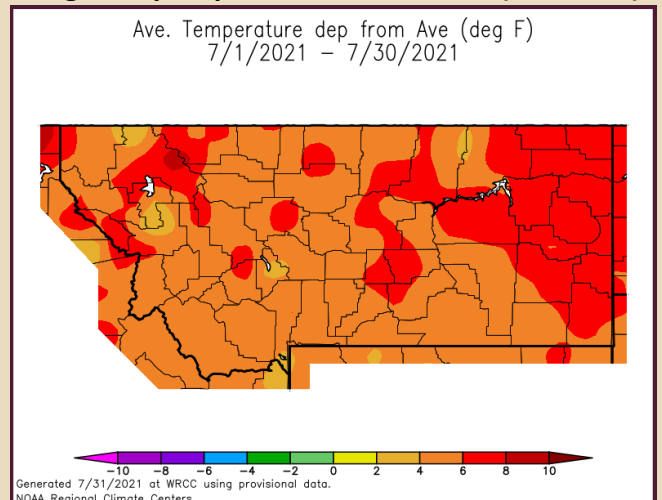 Ave. Temperature dep from Ave (deg F)
7/1/2021 – 7/30/2021
-10 -8 -6 -4 -2 0 2 4 6 8 10
Generated 7/31/2021 at WRCC using provisional data.
NOAA Regional Climate Centers